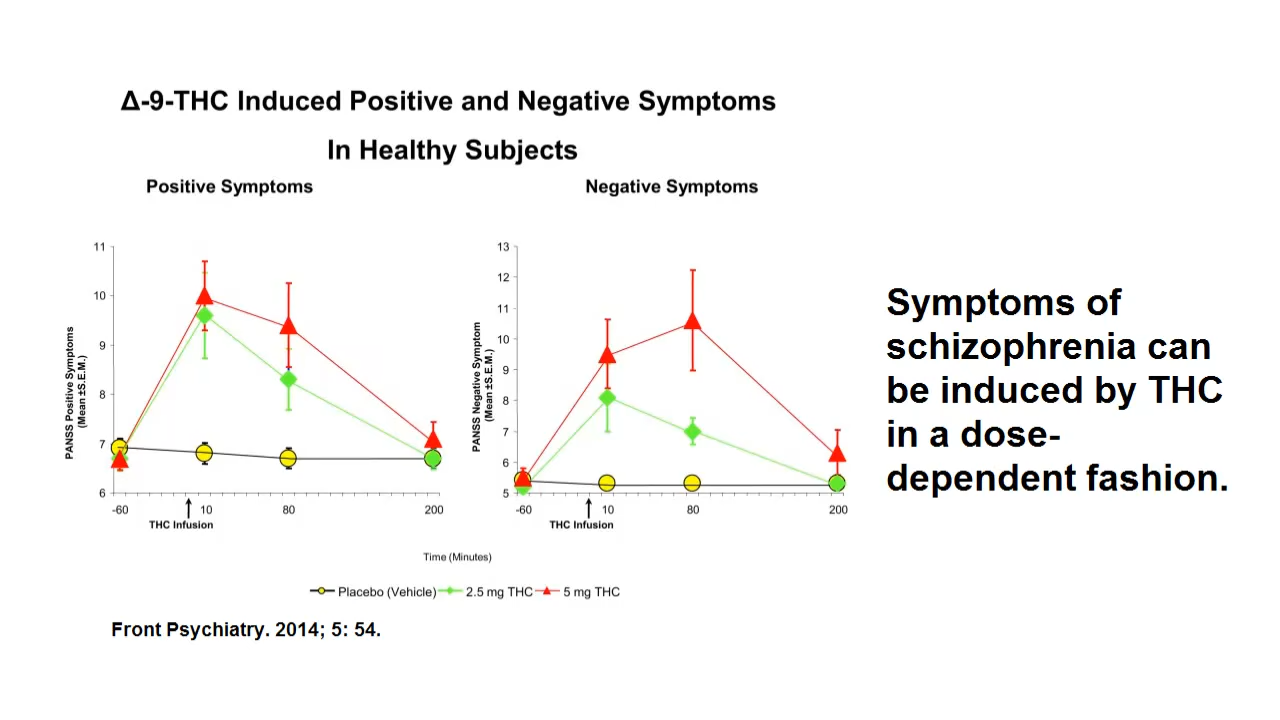 Δ-9-THC Induced Positive and Negative Symptoms
In Healthy Subjects
Positive Symptoms
Negative Symptoms
PANSS Positive Symptoms
(Mean ±S.E.M.)
11
10
9
8
7
6
-60
10
80
200
THC Infusion
PANSS Negative Symptom
(Mean ±S.E.M.)
13
12
11
10
9
8
7
6
5
-60
10
80
200
THC Infusion
Time (Minutes)
Placebo (Vehicle)
2.5 mg THC
5 mg THC
Front Psychiatry. 2014; 5: 54.
Symptoms of
schizophrenia can
be induced by THC
in a dose-
dependent fashion.